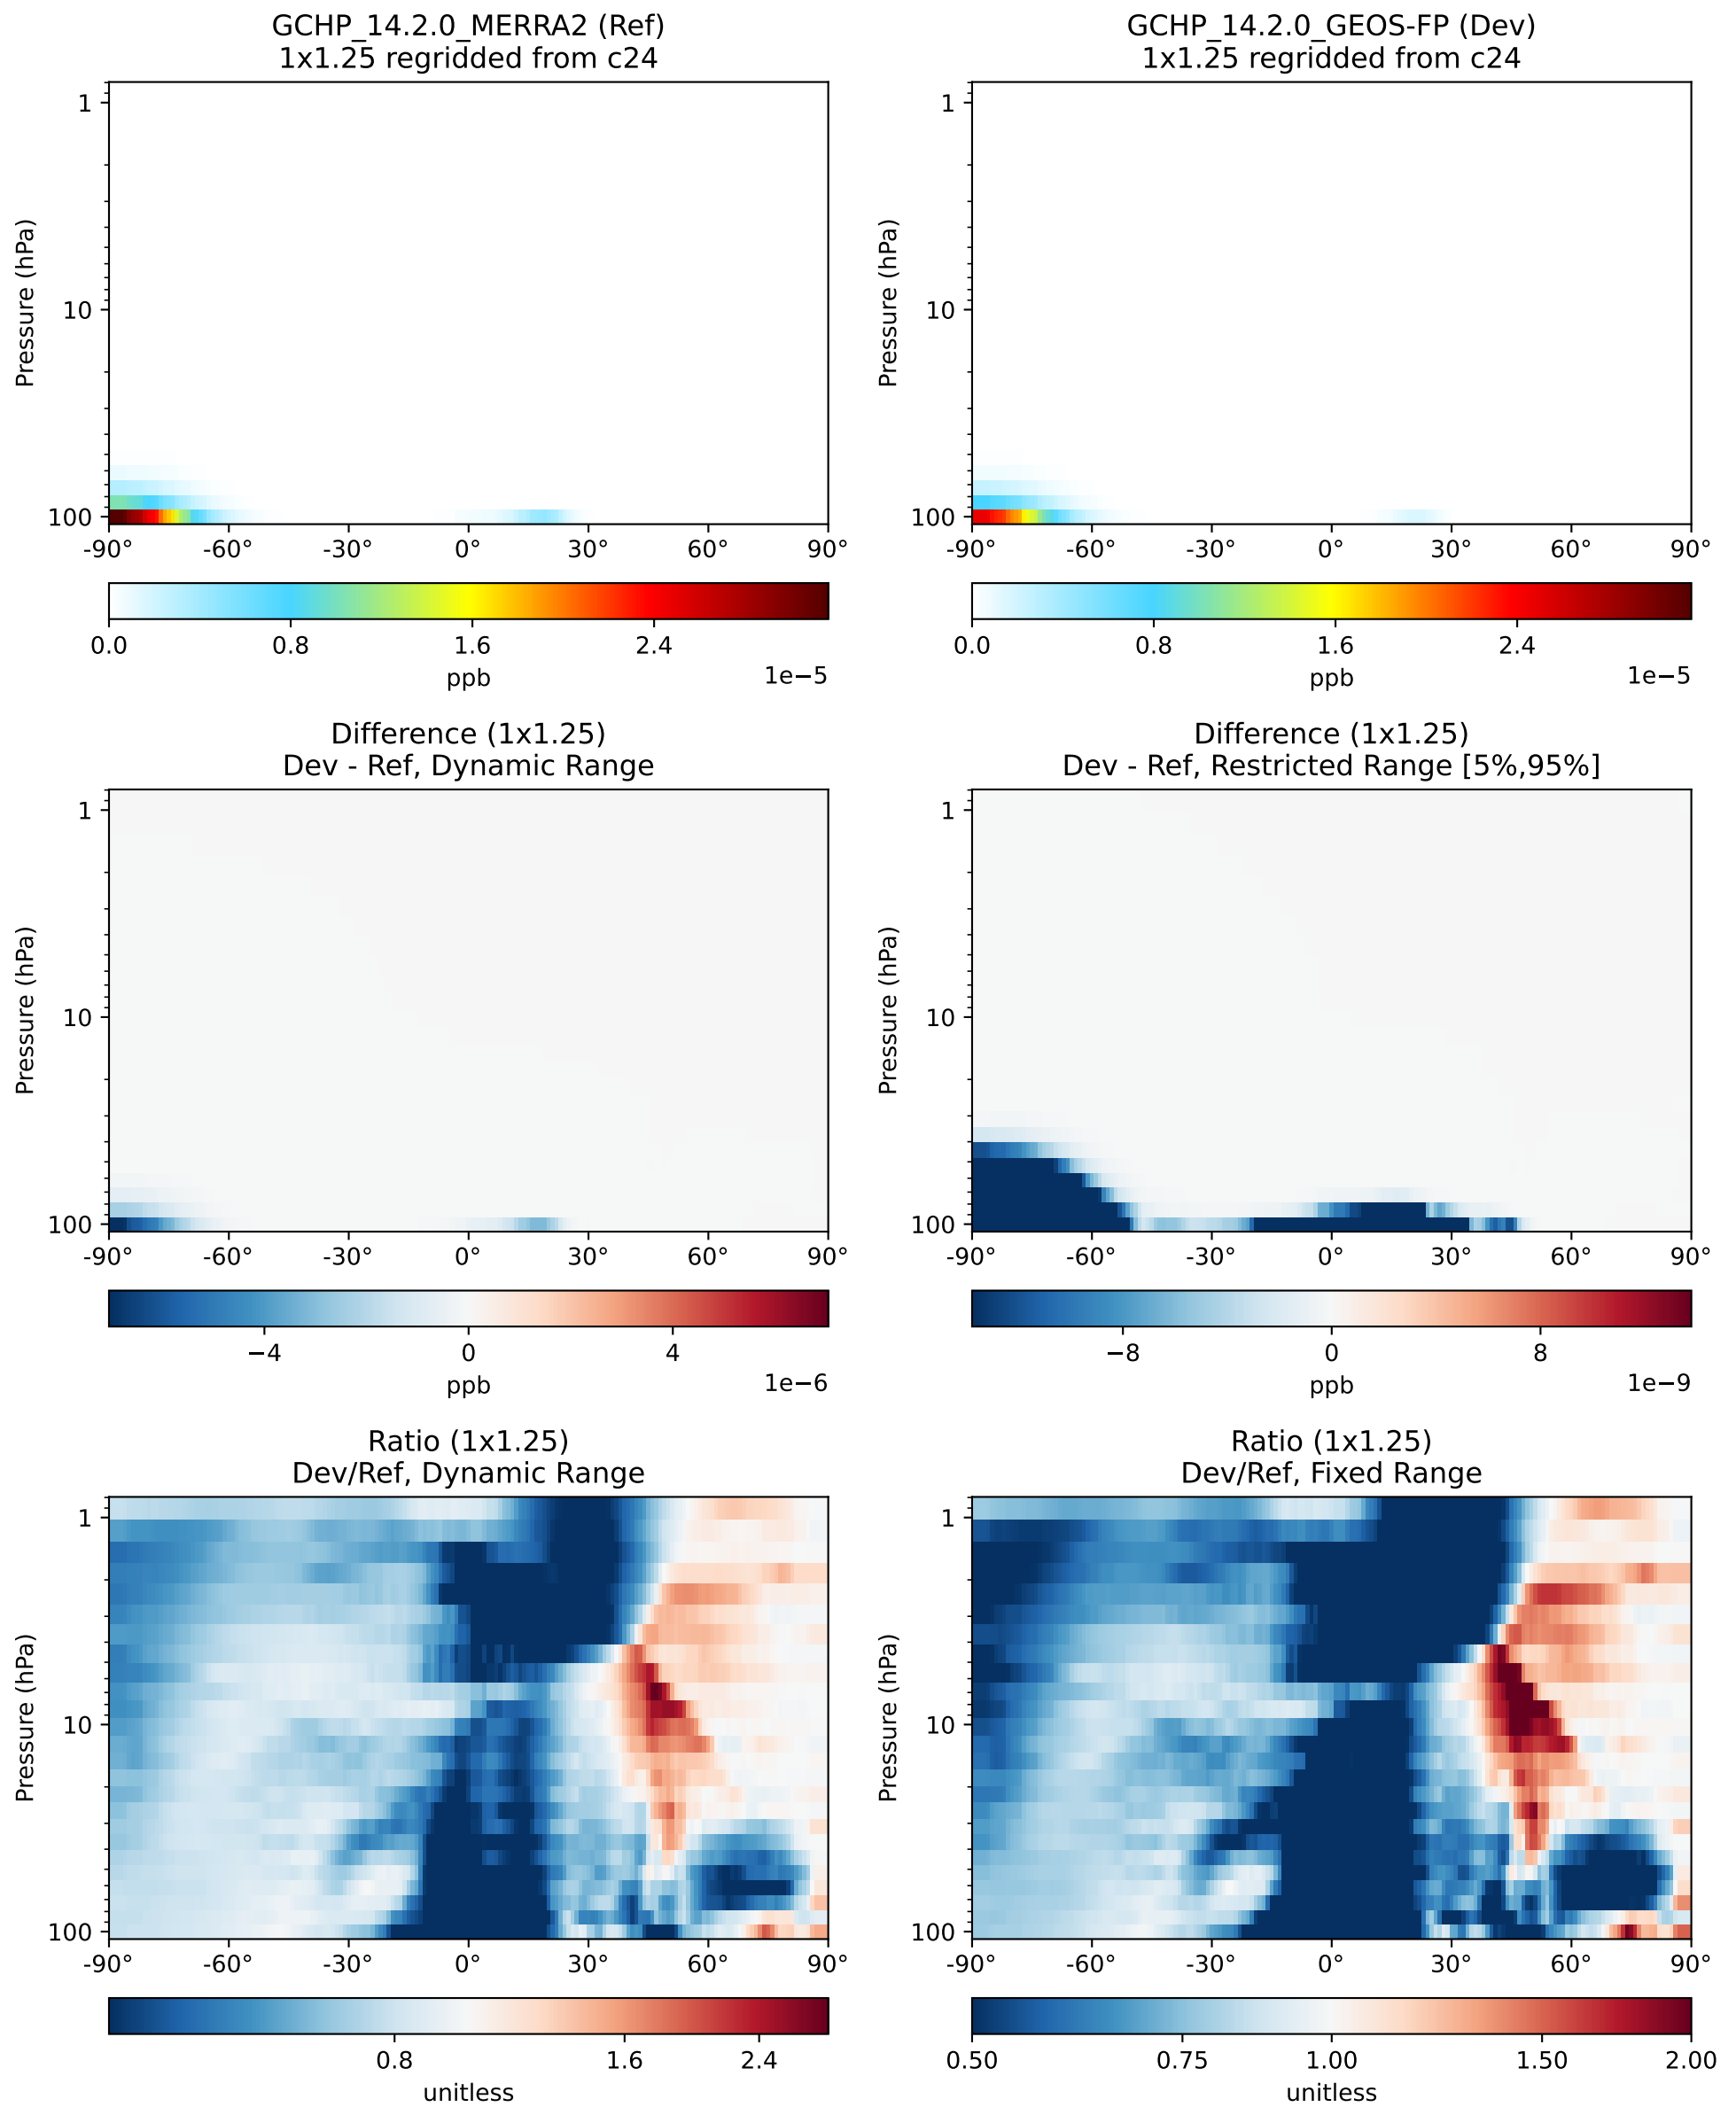 GCHP_14.2.0_MERRA2 (Ref)
1x1.25 regridded from c24
Pressure (hPa)
1
10
100
-90° -60° -30° 0° 30° 60° 90°
0.0 0.8 1.6 2.4
1e−5
ppb
GCHP_14.2.0_GEOS-FP (Dev)
1x1.25 regridded from c24
Pressure (hPa)
1
10
100
-90° -60° -30° 0° 30° 60° 90°
0.0 0.8 1.6 2.4
1e−5
ppb
Difference (1x1.25)
Dev - Ref, Dynamic Range
Pressure (hPa)
1
10
100
-90° -60° -30° 0° 30° 60° 90°
−4 0 4
1e−6
ppb
Difference (1x1.25)
Dev - Ref, Restricted Range [5%,95%]
Pressure (hPa)
1
10
100
-90° -60° -30° 0° 30° 60° 90°
−8 0 8
1e−9
ppb
Ratio (1x1.25)
Dev/Ref, Dynamic Range
Pressure (hPa)
1
10
100
-90° -60° -30° 0° 30° 60° 90°
0.8 1.6 2.4
unitless
Ratio (1x1.25)
Dev/Ref, Fixed Range
Pressure (hPa)
1
10
100
-90° -60° -30° 0° 30° 60° 90°
0.50 0.75 1.00 1.50 2.00
unitless